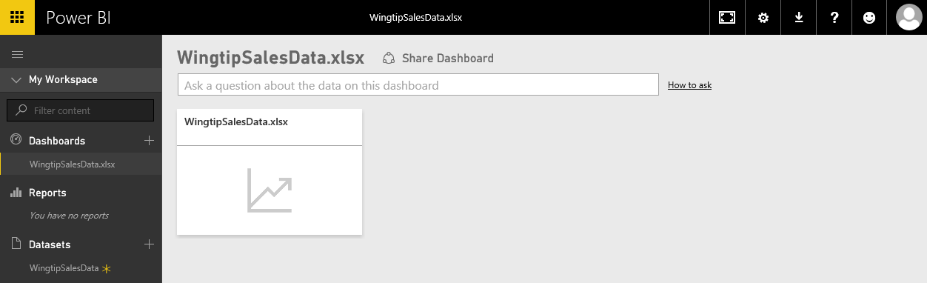 Power BI
WingtipSalesData.xlsx
?
My Workspace
Filter content
Dashboards
WingtipSalesData.xlsx
Reports
You have no reports
Datasets
WingtipSalesData
WingtipSalesData.xlsx Share Dashboard
Ask a question about the data on this dashboard How to ask
WingtipSalesData.xlsx